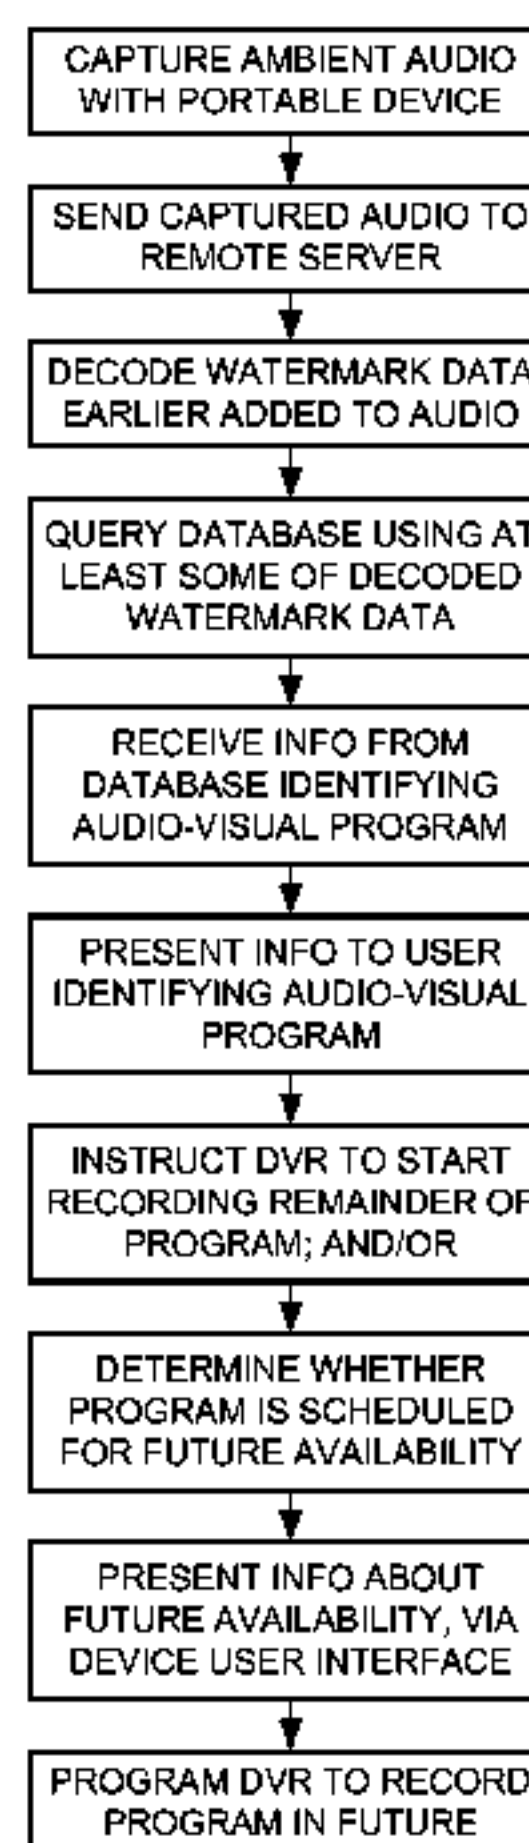 CAPTURE AMBIENT AUDIO
WITH PORTABLE DEVICE
SEND CAPTURED AUDIO TO
REMOTE SERVER
DECODE WATERMARK DATA
EARLIER ADDED TO AUDIO
QUERY DATABASE USING AT
LEAST SOME OF DECODED
WATERMARK DATA
RECEIVE INFO FROM
DATABASE IDENTIFYING
AUDIO-VISUAL PROGRAM
PRESENT INFO TO USER
IDENTIFYING AUDIO-VISUAL
PROGRAM
INSTRUCT DVR TO START
RECORDING REMAINDER OF
PROGRAM; AND/OR
DETERMINE WHETHER
PROGRAM IS SCHEDULED
FOR FUTURE AVAILABILITY
PRESENT INFO ABOUT
FUTURE AVAILABILITY, VIA
DEVICE USER INTERFACE
PROGRAM DVR TO RECORD
PROGRAM IN FUTURE